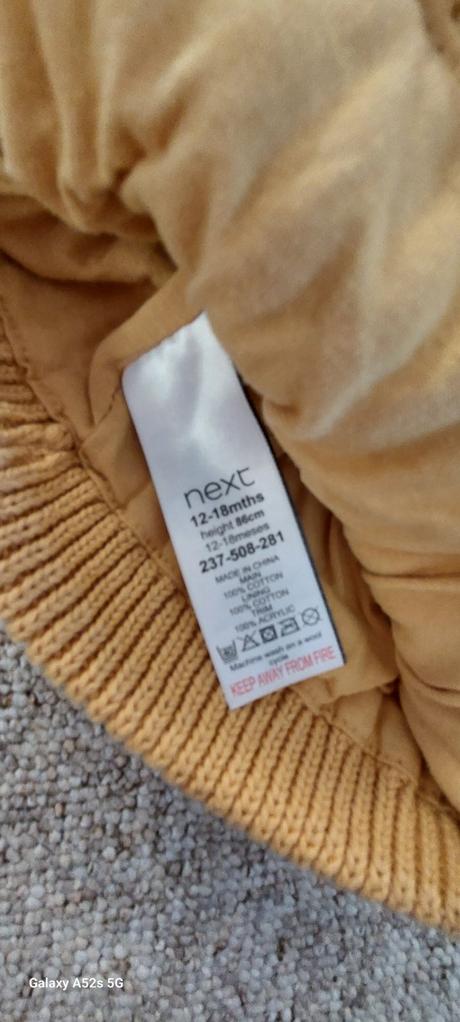 next
12-18mths
height 86cm
12-18meses
237-508-281
MADE IN CHINA
MAIN
100% COTTON
LINING
100% COTTON
TRIM
100% ACRYLIC
Machine wash on a wool
cycle
KEEP AWAY FROM FIRE
Galaxy A52s 5G